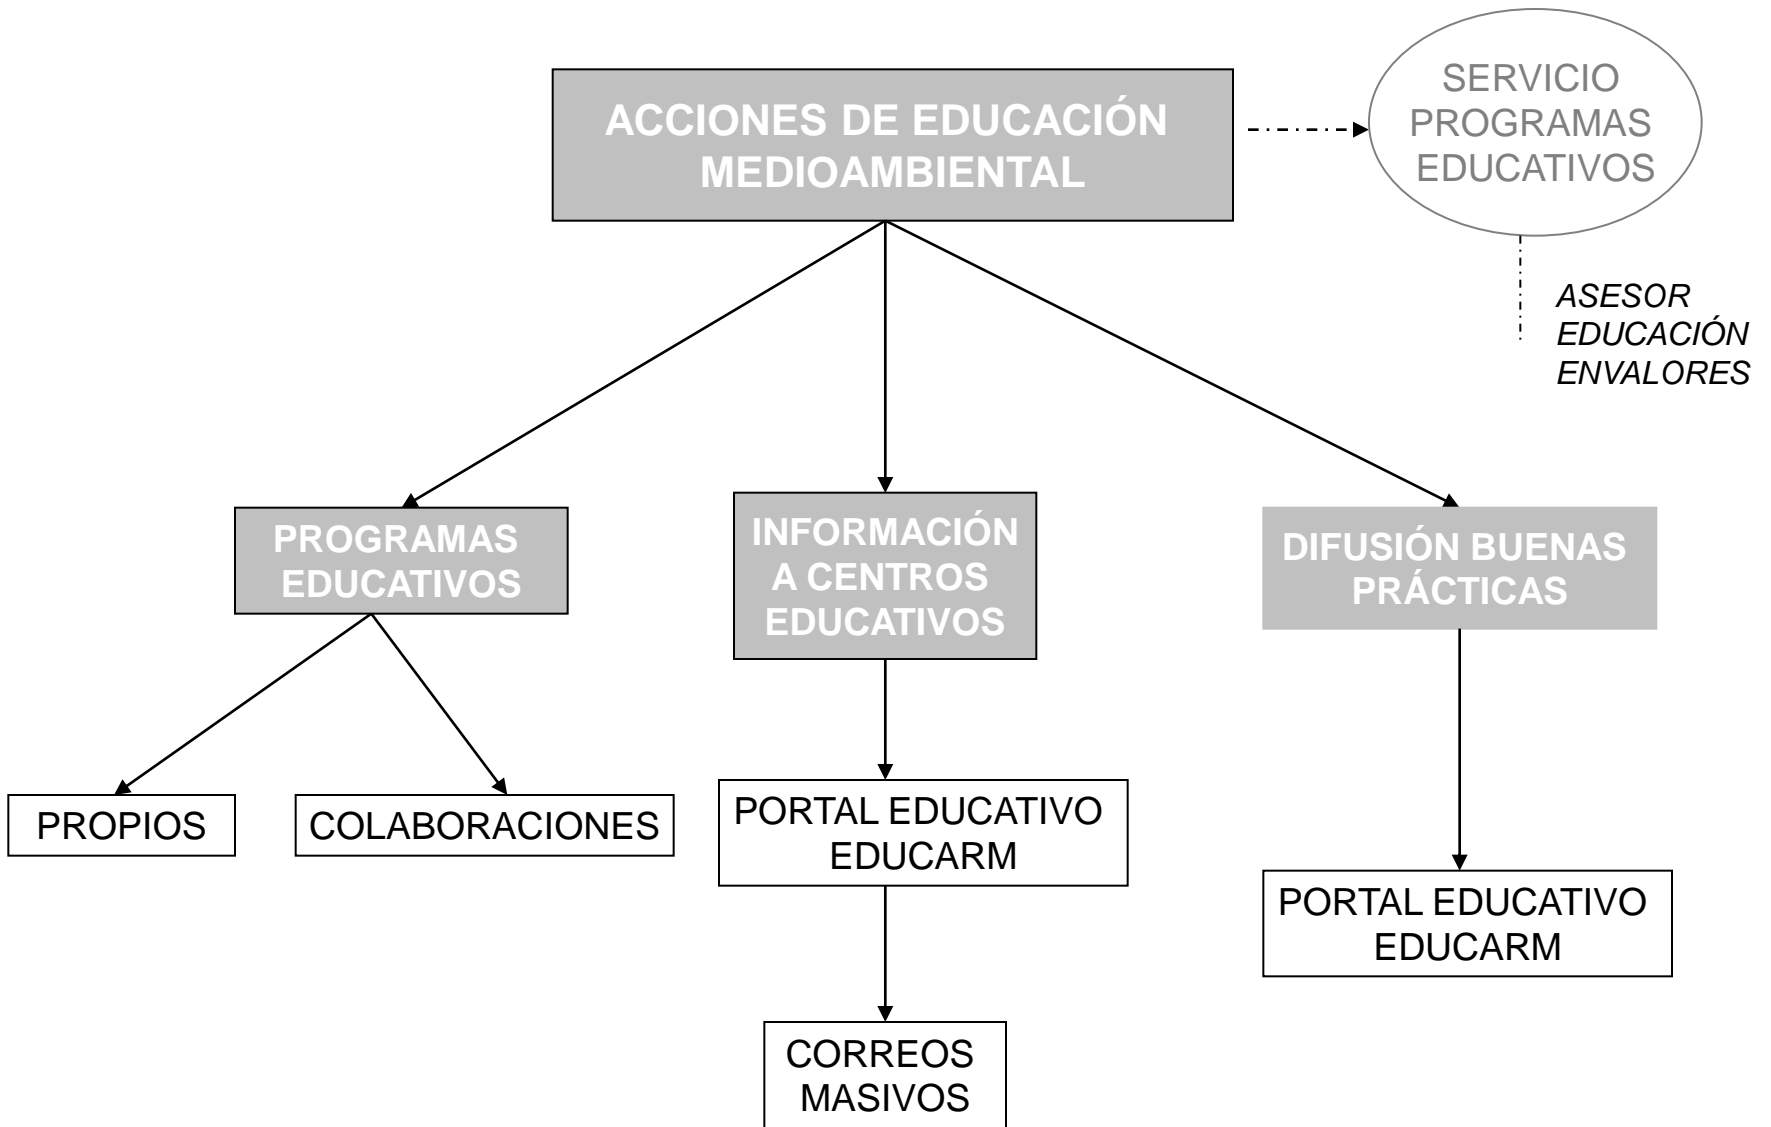 ACCIONES DE EDUCACIÓN
MEDIOAMBIENTAL
SERVICIO
PROGRAMAS
EDUCATIVOS
ASESOR
EDUCACIÓN
ENVALORES
PROGRAMAS
EDUCATIVOS
INFORMACIÓN
A CENTROS
EDUCATIVOS
DIFUSIÓN BUENAS
PRÁCTICAS
PROPIOS
COLABORACIONES
PORTAL EDUCATIVO
EDUCARM
PORTAL EDUCATIVO
EDUCARM
CORREOS
MASIVOS